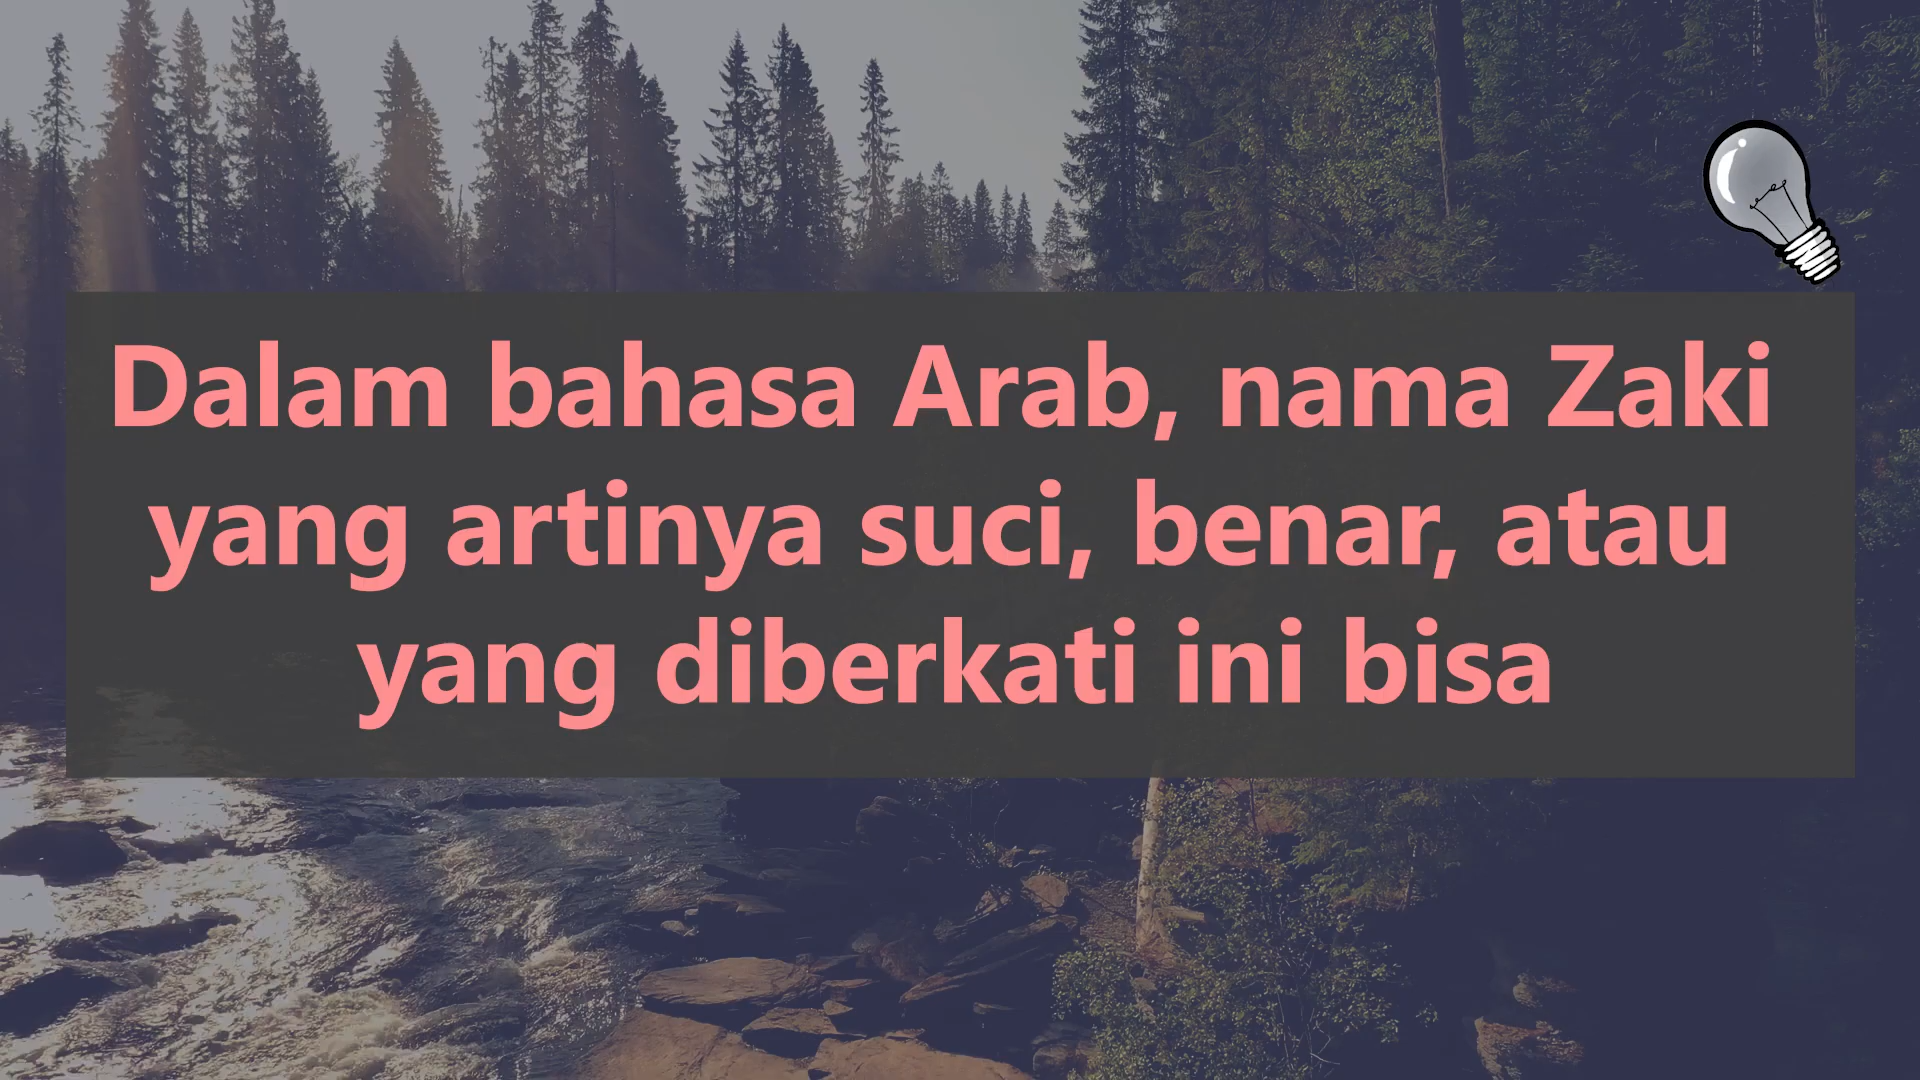 Dalam bahasa Arab, nama Zaki
yang artinya suci, benar, atau
yang diberkati ini bisa